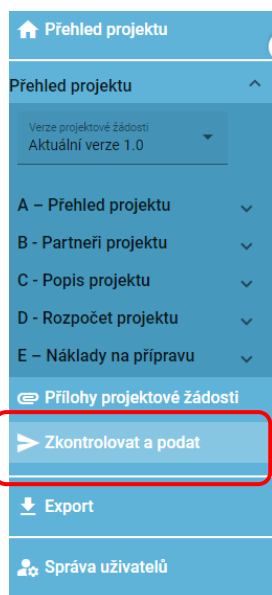 Přehled projektu
Přehled projektu
Verze projektové žádosti
Aktuální verze 1.0
A – Přehled projektu
B - Partneři projektu
C - Popis projektu
D - Rozpočet projektu
E – Náklady na přípravu
Přílohy projektové žádosti
Zkontrolovat a podat
Export
Správa uživatelů